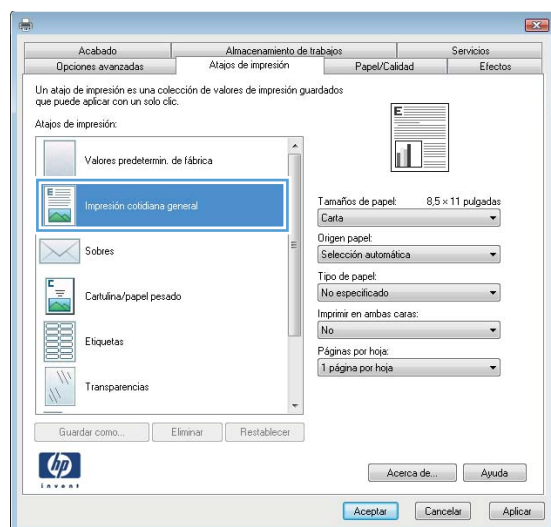 Acabado
Almacenamiento de trabajos
Servicios
Opciones avanzadas
Atajos de impresión
Papel/Calidad
Efectos
Un atajo de impresión es una colección de valores de impresión guardados
que puede aplicar con un solo clic.
Atajos de impresión:
Valores predetermin. de fábrica
Impresión cotidiana general
Sobres
Cartulina/papel pesado
Etiquetas
Transparencias
Guardar como...
Eliminar
Restablecer
E
Tamaños de papel: 8,5 × 11 pulgadas
Carta
Origen papel:
Selección automática
Tipo de papel:
No especificado
Imprimir en ambas caras:
No
Páginas por hoja:
1 página por hoja
hp
invent
Acerca de...
Ayuda
Aceptar
Cancelar
Aplicar